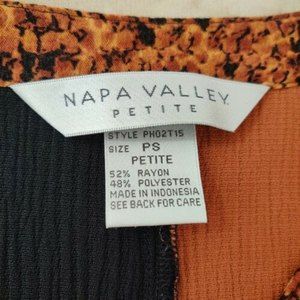 NAPA VALLEY
PETITE
STYLE PH02T15
SIZE PS
PETITE
52% RAYON
48% POLYESTER
MADE IN INDONESIA
SEE BACK FOR CARE